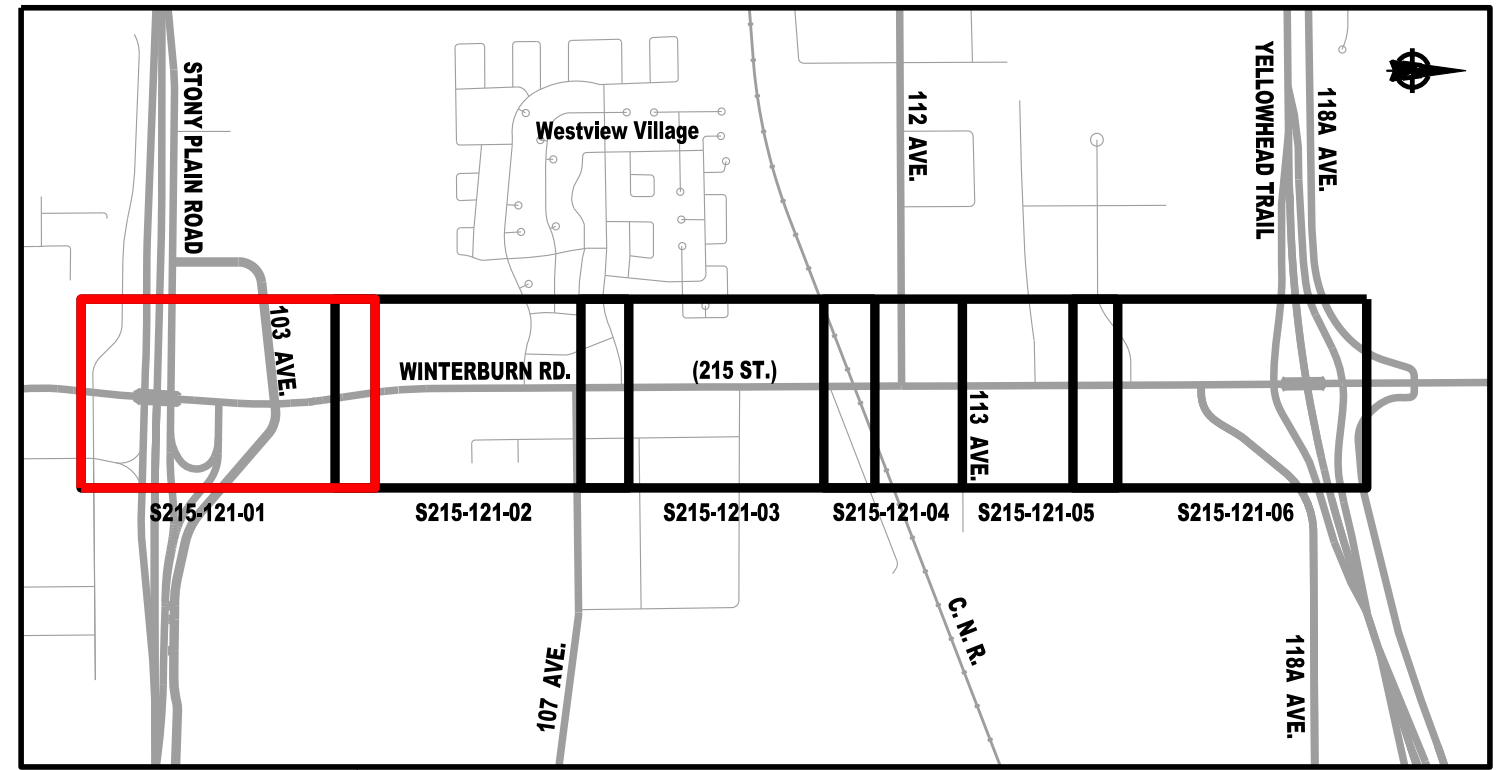 STONY PLAIN ROAD
Westview Village
112 AVE.
YELLOWHEAD TRAIL
118A AVE.
103 AVE.
WINTERBURN RD.
(215 ST.)
113 AVE.
S215-121-01
S215-121-02
S215-121-03
S215-121-04
S215-121-05
S215-121-06
107 AVE.
C. N. R.
118A AVE.